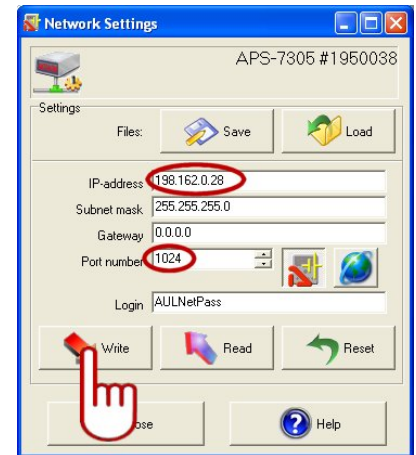 Network Settings
APS-7305 #1950038
Settings
Files: Save Load
IP-address 198.162.0.28
Subnet mask 255.255.255.0
Gateway 0.0.0.0
Port number 1024
Login AULNetPass
Write Read Reset
Help